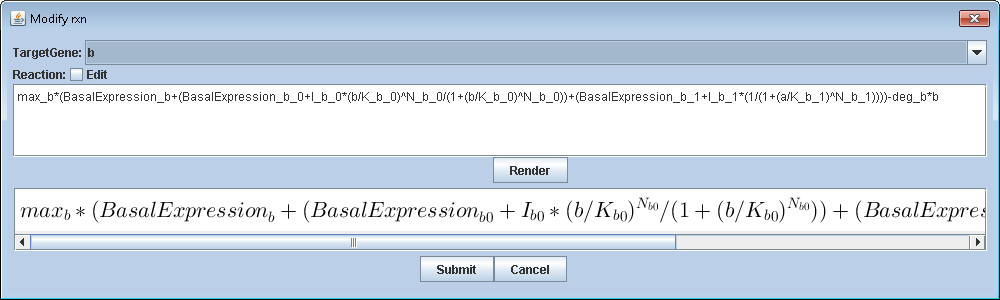 Modify rxn
TargetGene: b
Reaction: Edit
max_b*(BasalExpression_b+(BasalExpression_b_0+I_b_0*(b/K_b_0)^N_b_0/(1+(b/K_b_0)^N_b_0))+(BasalExpression_b_1+I_b_1*(1/(1+(a/K_b_1)^N_b_1))))-deg_b*b
Render
max_b * (BasalExpression_b + (BasalExpression_{b0} + I_{b0} * (b/K_{b0})^{N_{b0}}/(1 + (b/K_{b0})^{N_{b0}})) + (BasalExpres
Submit Cancel